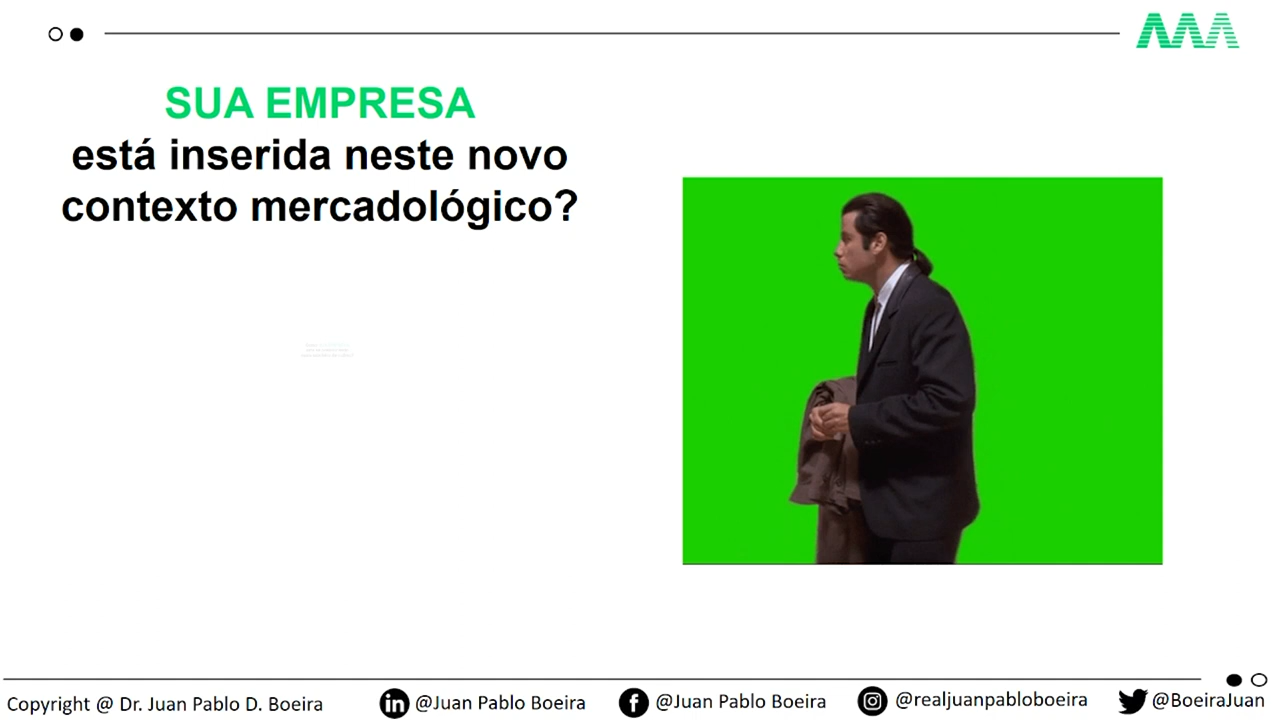 SUA EMPRESA
está inserida neste novo
contexto mercadológico?
Copyright @ Dr. Juan Pablo D. Boeira
@Juan Pablo Boeira
@Juan Pablo Boeira
@realjuanpabloboeira
@BoeiraJuan